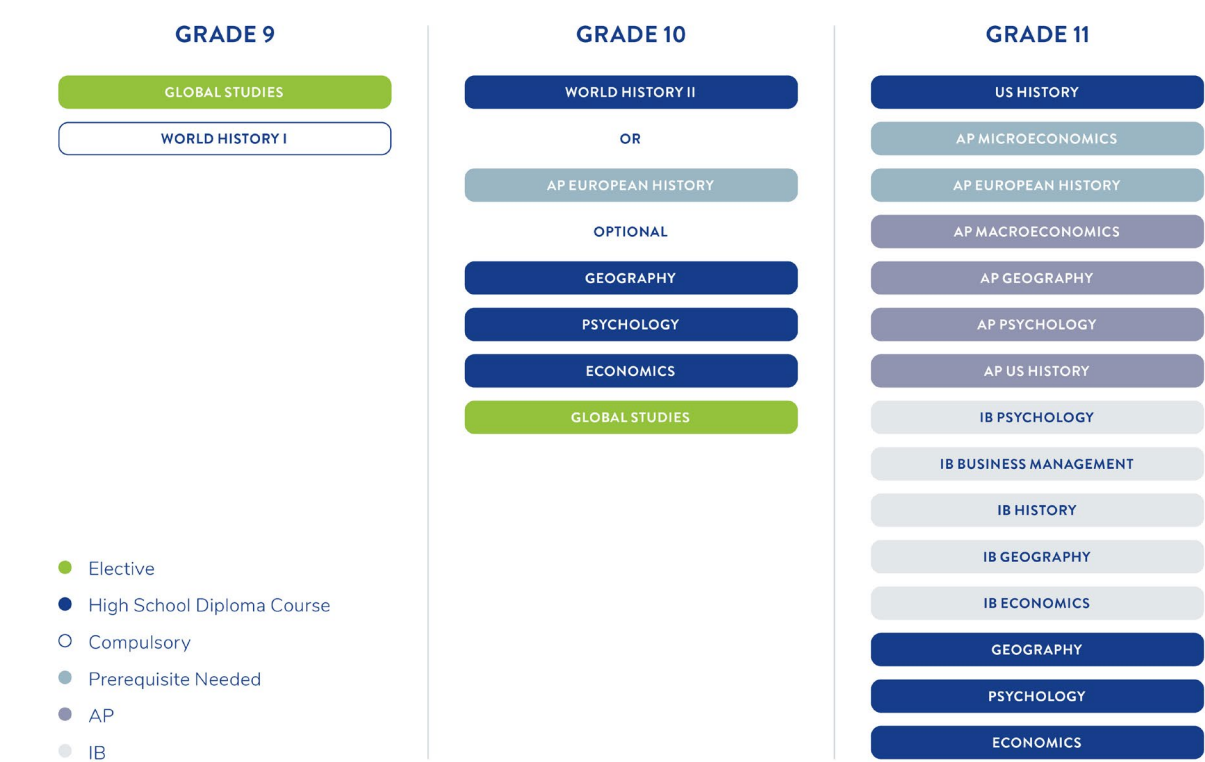 GRADE 9
GLOBAL STUDIES
WORLD HISTORY I
Elective
High School Diploma Course
Compulsory
Prerequisite Needed
AP
IB
GRADE 10
WORLD HISTORY II
OR
AP EUROPEAN HISTORY
OPTIONAL
GEOGRAPHY
PSYCHOLOGY
ECONOMICS
GLOBAL STUDIES
GRADE 11
US HISTORY
AP MICROECONOMICS
AP EUROPEAN HISTORY
AP MACROECONOMICS
AP GEOGRAPHY
AP PSYCHOLOGY
AP US HISTORY
IB PSYCHOLOGY
IB BUSINESS MANAGEMENT
IB HISTORY
IB GEOGRAPHY
IB ECONOMICS
GEOGRAPHY
PSYCHOLOGY
ECONOMICS